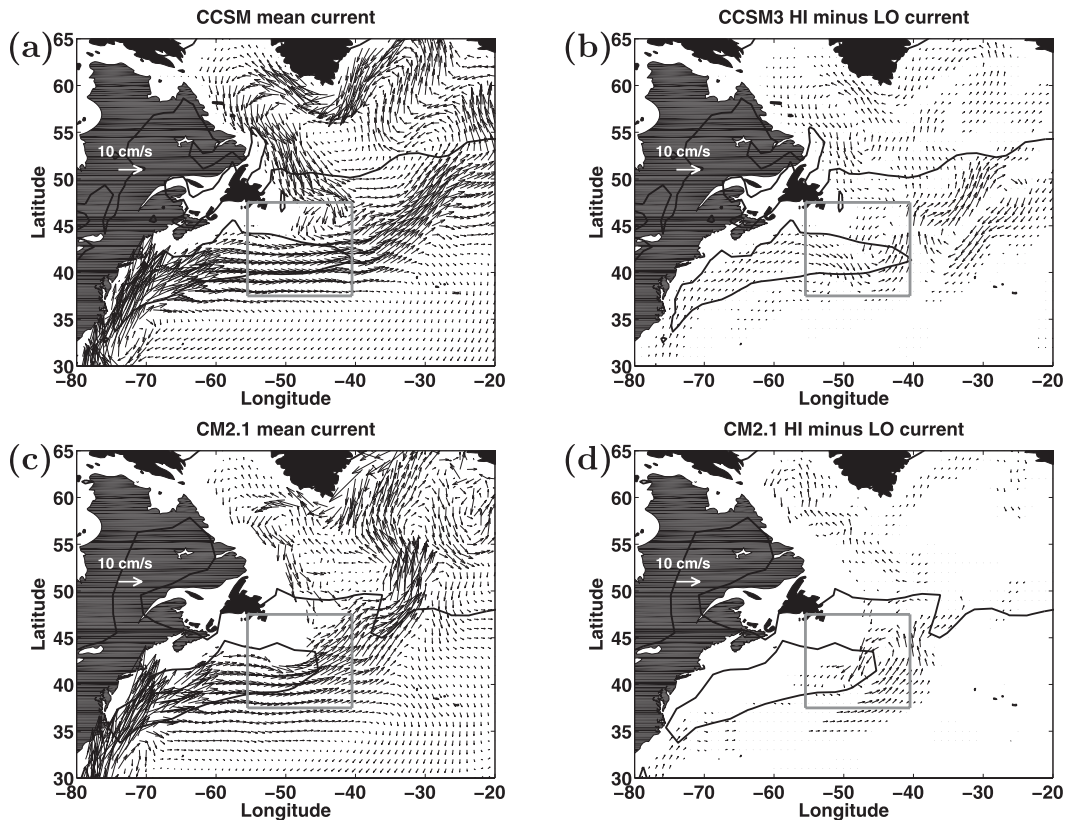 CCSM mean current
(a)
65
60
55
50
45
40
35
30
Latitude
10 cm/s
−80 −70 −60 −50 −40 −30 −20
Longitude
CCSM3 HI minus LO current
(b)
65
60
55
50
45
40
35
30
Latitude
10 cm/s
−80 −70 −60 −50 −40 −30 −20
Longitude
CM2.1 mean current
(c)
65
60
55
50
45
40
35
30
Latitude
10 cm/s
−80 −70 −60 −50 −40 −30 −20
Longitude
CM2.1 HI minus LO current
(d)
65
60
55
50
45
40
35
30
Latitude
10 cm/s
−80 −70 −60 −50 −40 −30 −20
Longitude